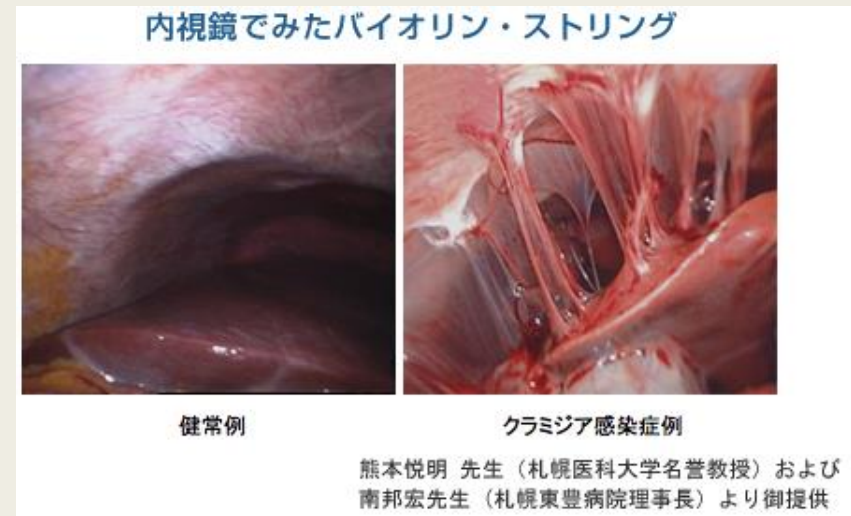 内視鏡でみたバイオリン・ストリング
健常例
クラミジア感染症例
熊本悦明 先生（札幌医科大学名誉教授）および
南邦宏先生（札幌東豊病院理事長）より御提供